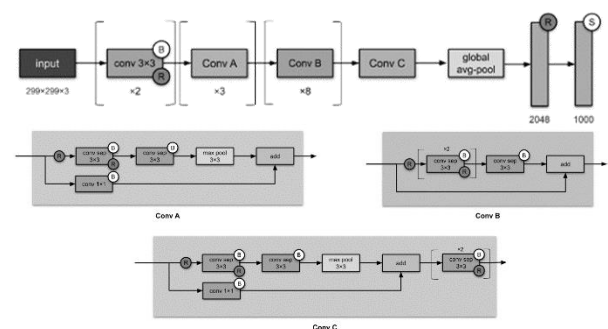 input
299×299×3
conv 3×3
B
R
×2
Conv A
×3
Conv B
×8
Conv C
global
avg-pool
R
2048
S
1000
R
conv sep
3×3
B
R
conv sep
3×3
B
max pool
3×3
add
conv 1×1
B
Conv A
R
×2
conv sep
3×3
B
R
conv sep
3×3
B
add
Conv B
R
conv sep
3×3
B
R
conv sep
3×3
B
max pool
3×3
add
×2
conv sep
3×3
B
R
conv 1×1
B
Conv C